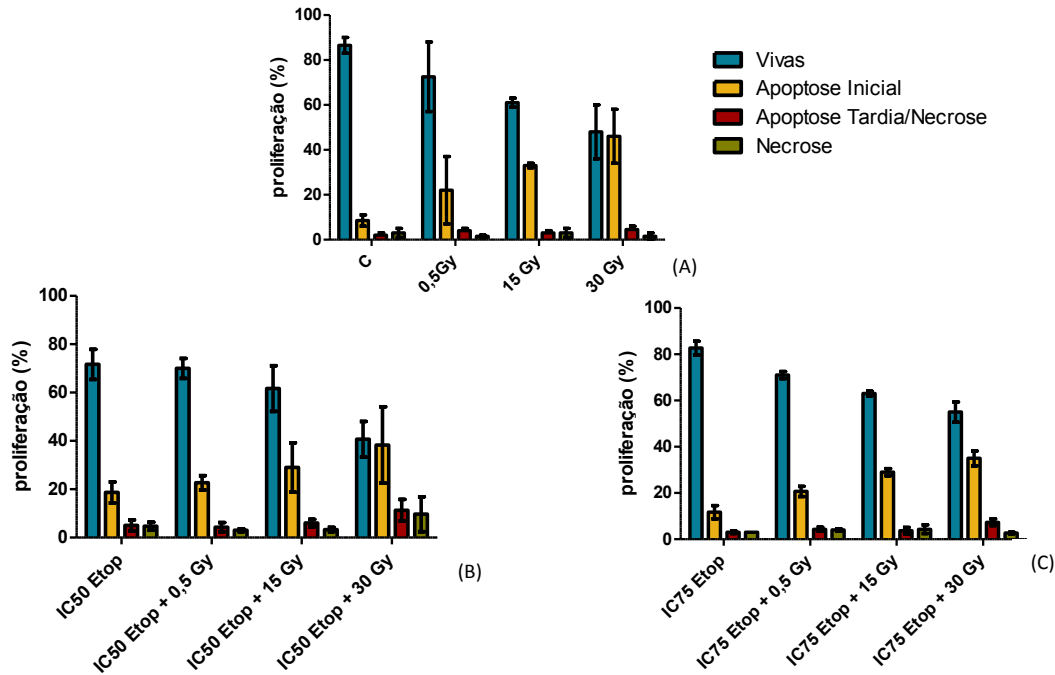 100
80
60
40
20
0
proliferação (%)
C
0,5Gy
15 Gy
30 Gy
(A)
Vivas
Apoptose Inicial
Apoptose Tardia/Necrose
Necrose
100
80
60
40
20
0
proliferação (%)
IC50 Etop
IC50 Etop + 0,5 Gy
IC50 Etop + 15 Gy
IC50 Etop + 30 Gy
(B)
100
80
60
40
20
0
proliferação (%)
IC75 Etop
IC75 Etop + 0,5 Gy
IC75 Etop + 15 Gy
IC75 Etop + 30 Gy
(C)